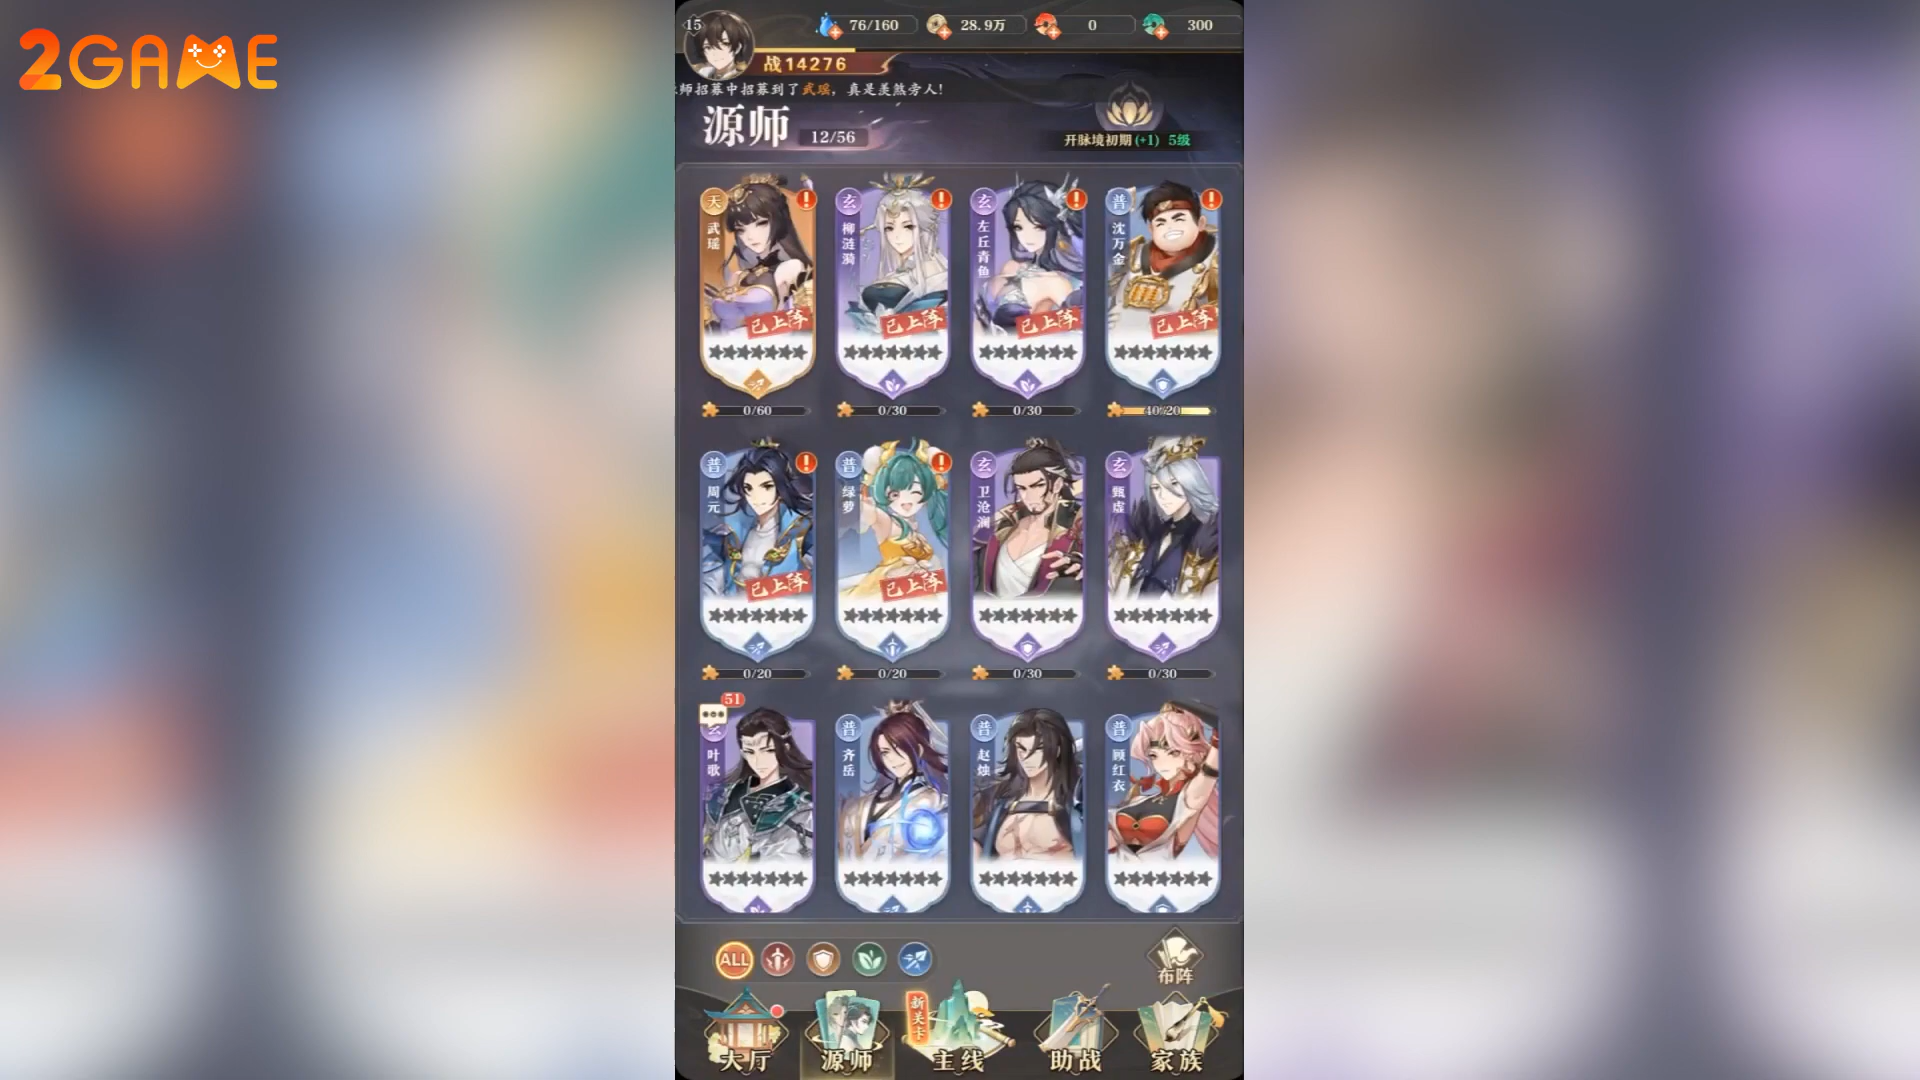 2GAME
15
76/160
28.9万
0
300
战14276
师招募中招募到了武瑶，真是羡煞旁人！
源师
12/56
开脉境初期(+1) 5级
天
武瑶
已上阵
0/60
玄
柳涟漪
已上阵
0/30
玄
左丘青鱼
已上阵
0/30
普
沈万金
已上阵
40/20
普
周元
已上阵
0/20
普
绿萝
已上阵
0/20
玄
卫沧澜
0/30
玄
甄虚
0/30
51
玄
叶歌
普
齐岳
普
赵烛
普
顾红衣
ALL
布阵
大厅
源师
新关卡
主线
助战
家族